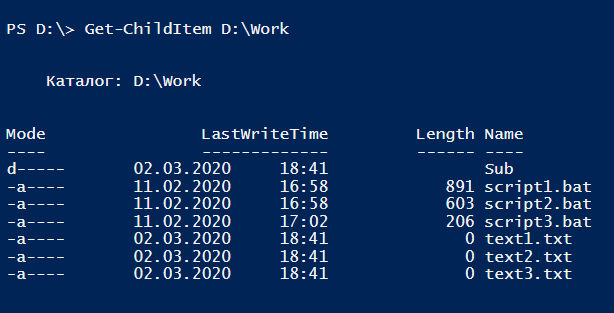 PS D:\> Get-ChildItem D:\Work
Каталог: D:\Work
Mode LastWriteTime Length Name
---- ------------- ------ ----
d----- 02.03.2020 18:41 Sub
-a---- 11.02.2020 16:58 891 script1.bat
-a---- 11.02.2020 16:58 603 script2.bat
-a---- 11.02.2020 17:02 206 script3.bat
-a---- 02.03.2020 18:41 0 text1.txt
-a---- 02.03.2020 18:41 0 text2.txt
-a---- 02.03.2020 18:41 0 text3.txt